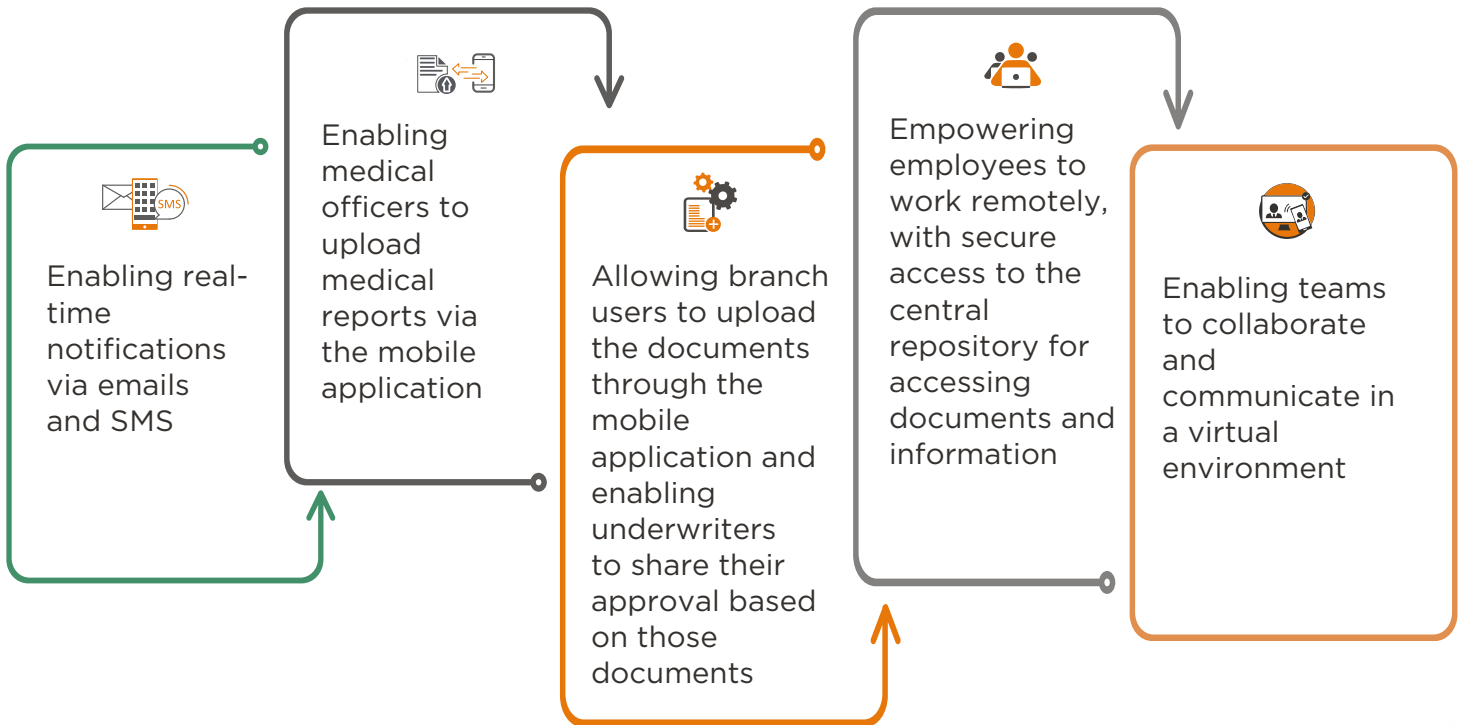 SMS
Enabling real-
time
notifications
via emails
and SMS
Enabling
medical
officers to
upload
medical
reports via
the mobile
application
Allowing branch
users to upload
the documents
through the
mobile
application and
enabling
underwriters
to share their
approval based
on those
documents
Empowering
employees to
work remotely,
with secure
access to the
central
repository for
accessing
documents and
information
Enabling teams
to collaborate
and
communicate in
a virtual
environment